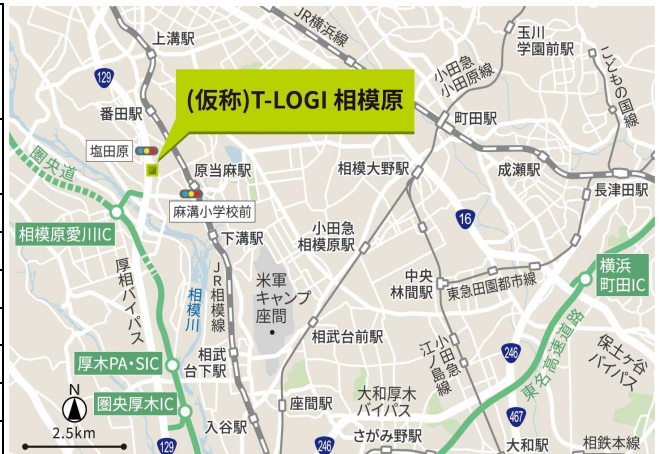 上溝駅
JR横浜線
玉川
学園前駅
129
小田急
小田原線
こどもの国線
(仮称)T-LOGI 相模原
番田駅
町田駅
塩田原
原当麻駅
相模大野駅
成瀬駅
圏央道
麻溝小学校前
長津田駅
16
相模原愛川IC
下溝駅
小田急
相模原駅
厚相バイパス
相模川
JR相模線
米軍
キャンプ
座間
中央
林間駅
東急田園都市線
横浜
町田IC
相武台前駅
小田急
江ノ島線
246
東名高速道路
保土ヶ谷
バイパス
厚木PA・SIC
相武
台下駅
圏央厚木IC
座間駅
大和厚木
バイパス
467
N
2.5km
129
入谷駅
246
さがみ野駅
大和駅
相鉄本線